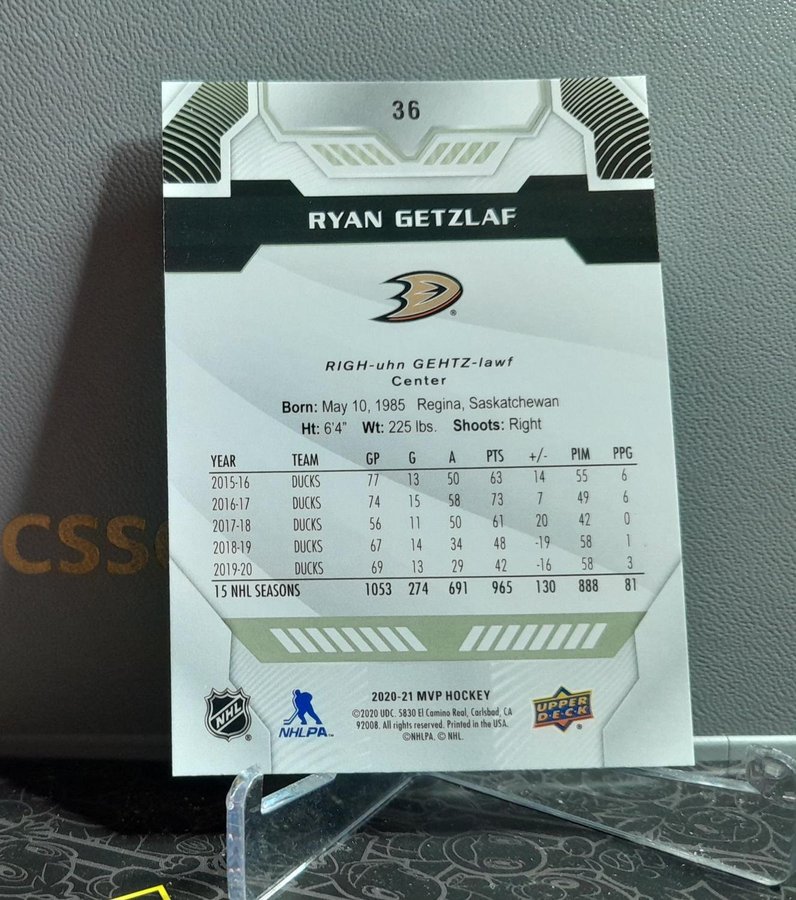 36
RYAN GETZLAF
®
RIGH-uhn GEHTZ-lawf
Center
Born: May 10, 1985 Regina, Saskatchewan
Ht: 6'4" Wt: 225 lbs. Shoots: Right
YEAR TEAM GP G A PTS +/- PIM PPG
2015-16 DUCKS 77 13 50 63 14 55 6
2016-17 DUCKS 74 15 58 73 7 49 6
2017-18 DUCKS 56 11 50 61 20 42 0
2018-19 DUCKS 67 14 34 48 -19 58 1
2019-20 DUCKS 69 13 29 42 -16 58 3
15 NHL SEASONS 1053 274 691 965 130 888 81
CSS
NHL ®
NHLPA™
2020-21 MVP HOCKEY
©2020 UDC. 5830 El Camino Real, Carlsbad, CA
92008. All rights reserved. Printed in the USA.
©NHLPA. © NHL.
UPPER
DECK ®